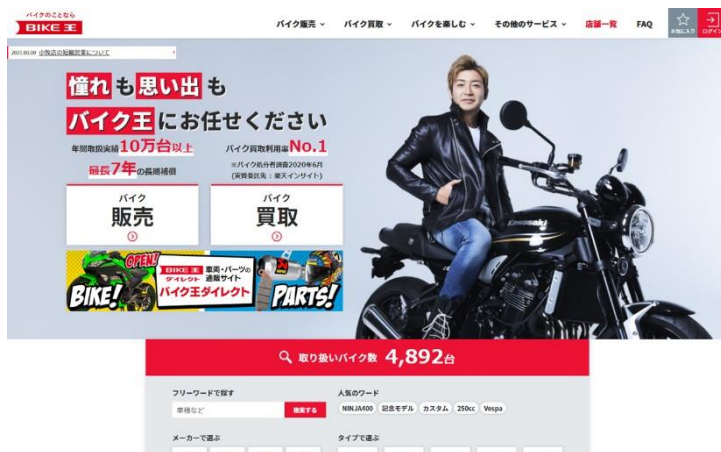 バイクのことなら
BIKE王
バイク販売
バイク買取
バイクを楽しむ
その他のサービス
店舗一覧
FAQ
お気に入り
ログイン
憧れも思い出も
バイク王にお任せください
年間取扱実績10万台以上
最長7年の長期補償
バイク買取利用率No.1
※バイク処分者調査2020年6月
(実質委託先:楽天インサイト)
バイク
販売
バイク
買取
OPEN!
BIKE!
BIKE王
ダイレクト
車両・パーツの
通販サイト
バイク王ダイレクト
PARTS!
Kawasaki
取り扱いバイク数 4,892台
フリーワードで探す
車種など
検索する
人気のワード
NINJA400
記念モデル
カスタム
250cc
Vespa
メーカーで選ぶ
タイプで選ぶ